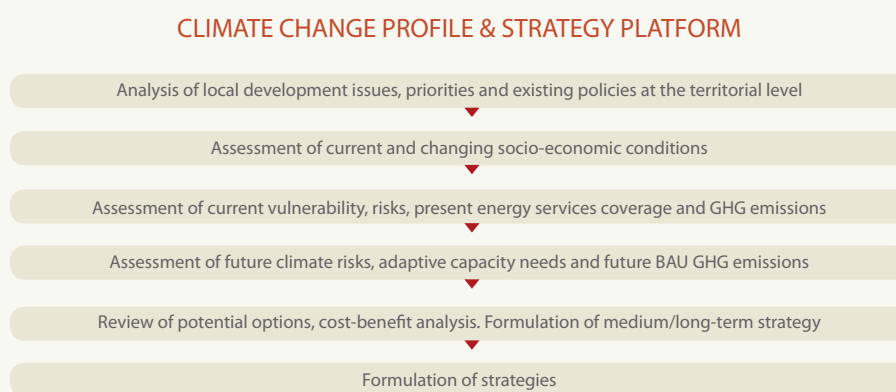 CLIMATE CHANGE PROFILE & STRATEGY PLATFORM
Analysis of local development issues, priorities and existing policies at the territorial level
Assessment of current and changing socio-economic conditions
Assessment of current vulnerability, risks, present energy services coverage and GHG emissions
Assessment of future climate risks, adaptive capacity needs and future BAU GHG emissions
Review of potential options, cost-benefit analysis. Formulation of medium/long-term strategy
Formulation of strategies